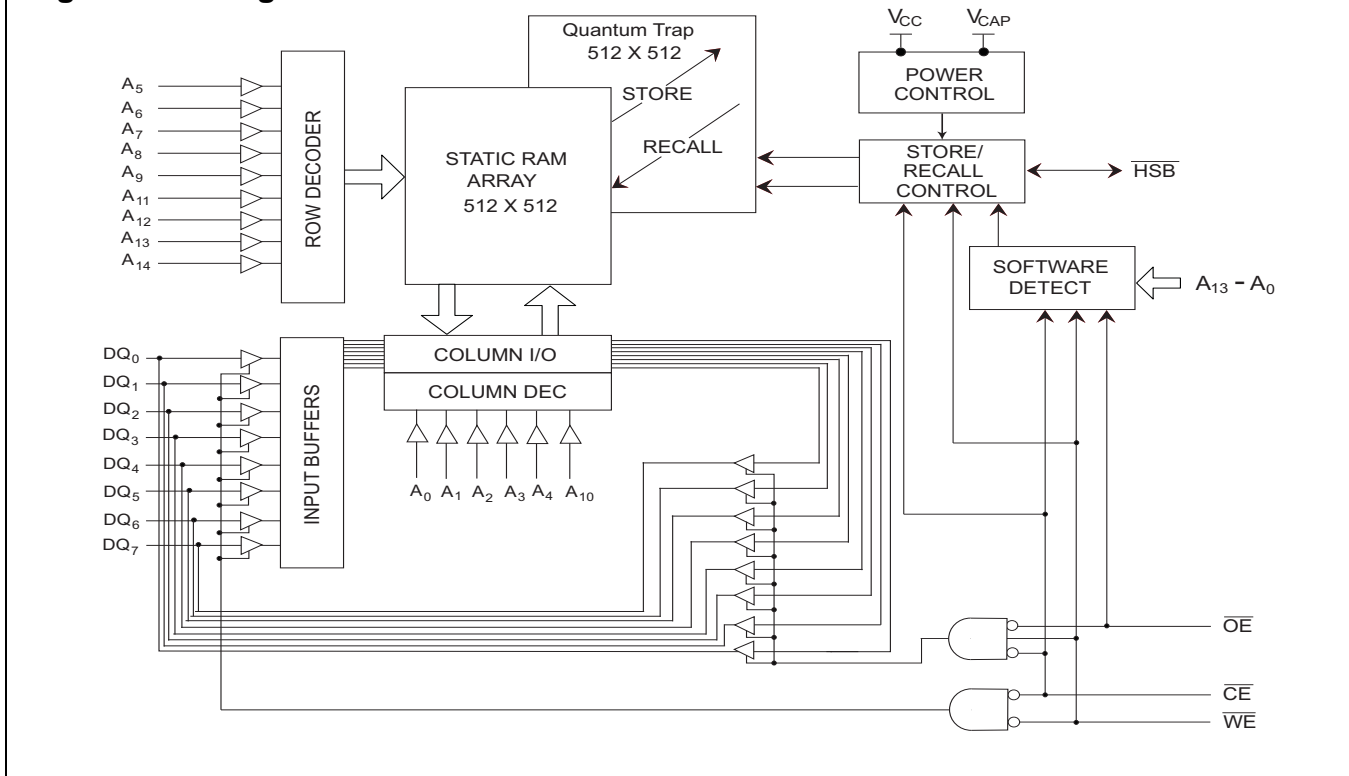 Quantum Trap
512 X 512
STORE
RECALL
STATIC RAM
ARRAY
512 X 512
VCC
VCAP
POWER
CONTROL
STORE/
RECALL
CONTROL
HSB
SOFTWARE
DETECT
A13 - A0
A5
A6
A7
A8
A9
A11
A12
A13
A14
ROW DECODER
DQ0
DQ1
DQ2
DQ3
DQ4
DQ5
DQ6
DQ7
INPUT BUFFERS
COLUMN I/O
COLUMN DEC
A0 A1 A2 A3 A4 A10
OE
CE
WE